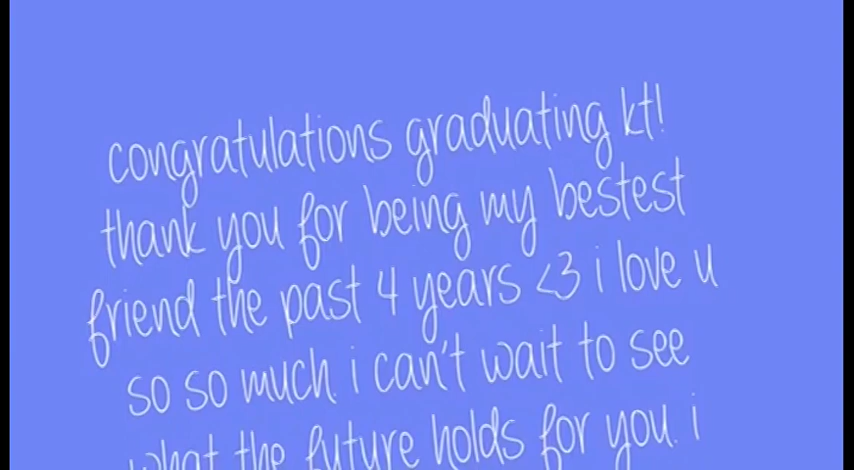 congratulations graduating kt!
thank you for being my bestest
friend the past 4 years <3 i love u
so so much. i can't wait to see
what the future holds for you. i